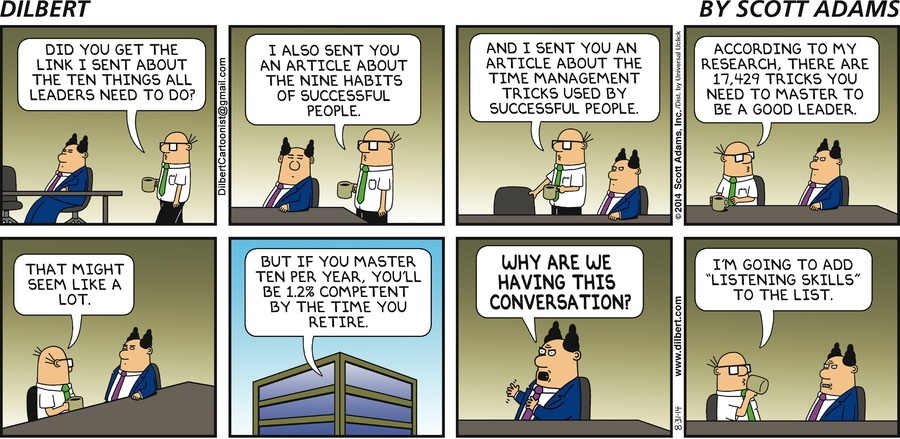 DILBERT
BY SCOTT ADAMS
DID YOU GET THE
LINK I SENT ABOUT
THE TEN THINGS ALL
LEADERS NEED TO DO?
DilbertCartoonist@gmail.com
I ALSO SENT YOU
AN ARTICLE ABOUT
THE NINE HABITS
OF SUCCESSFUL
PEOPLE.
AND I SENT YOU AN
ARTICLE ABOUT THE
TIME MANAGEMENT
TRICKS USED BY
SUCCESSFUL PEOPLE.
©2014 Scott Adams, Inc. /Dist. by Universal Uclick
ACCORDING TO MY
RESEARCH, THERE ARE
17,429 TRICKS YOU
NEED TO MASTER TO
BE A GOOD LEADER.
THAT MIGHT
SEEM LIKE A
LOT.
BUT IF YOU MASTER
TEN PER YEAR, YOU'LL
BE 1.2% COMPETENT
BY THE TIME YOU
RETIRE.
WHY ARE WE
HAVING THIS
CONVERSATION?
8-31-14
www.dilbert.com
I'M GOING TO ADD
"LISTENING SKILLS"
TO THE LIST.